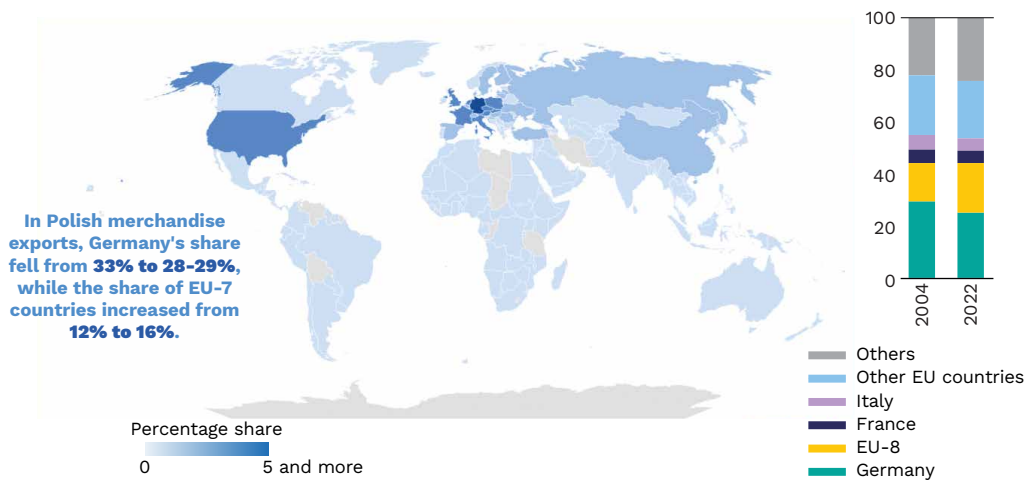 In Polish merchandise
exports, Germany's share
fell from 33% to 28-29%,
while the share of EU-7
countries increased from
12% to 16%.
Percentage share
0
5 and more
100
80
60
40
20
0
2004
2022
Others
Other EU countries
Italy
France
EU-8
Germany